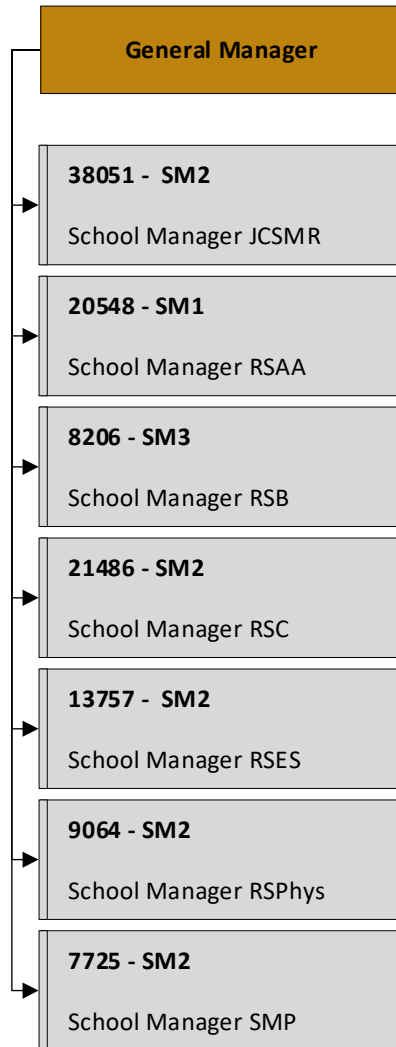 General Manager
38051 - SM2
School Manager JCSMR
20548 - SM1
School Manager RSAA
8206 - SM3
School Manager RSB
21486 - SM2
School Manager RSC
13757 - SM2
School Manager RSES
9064 - SM2
School Manager RSPhys
7725 - SM2
School Manager SMP